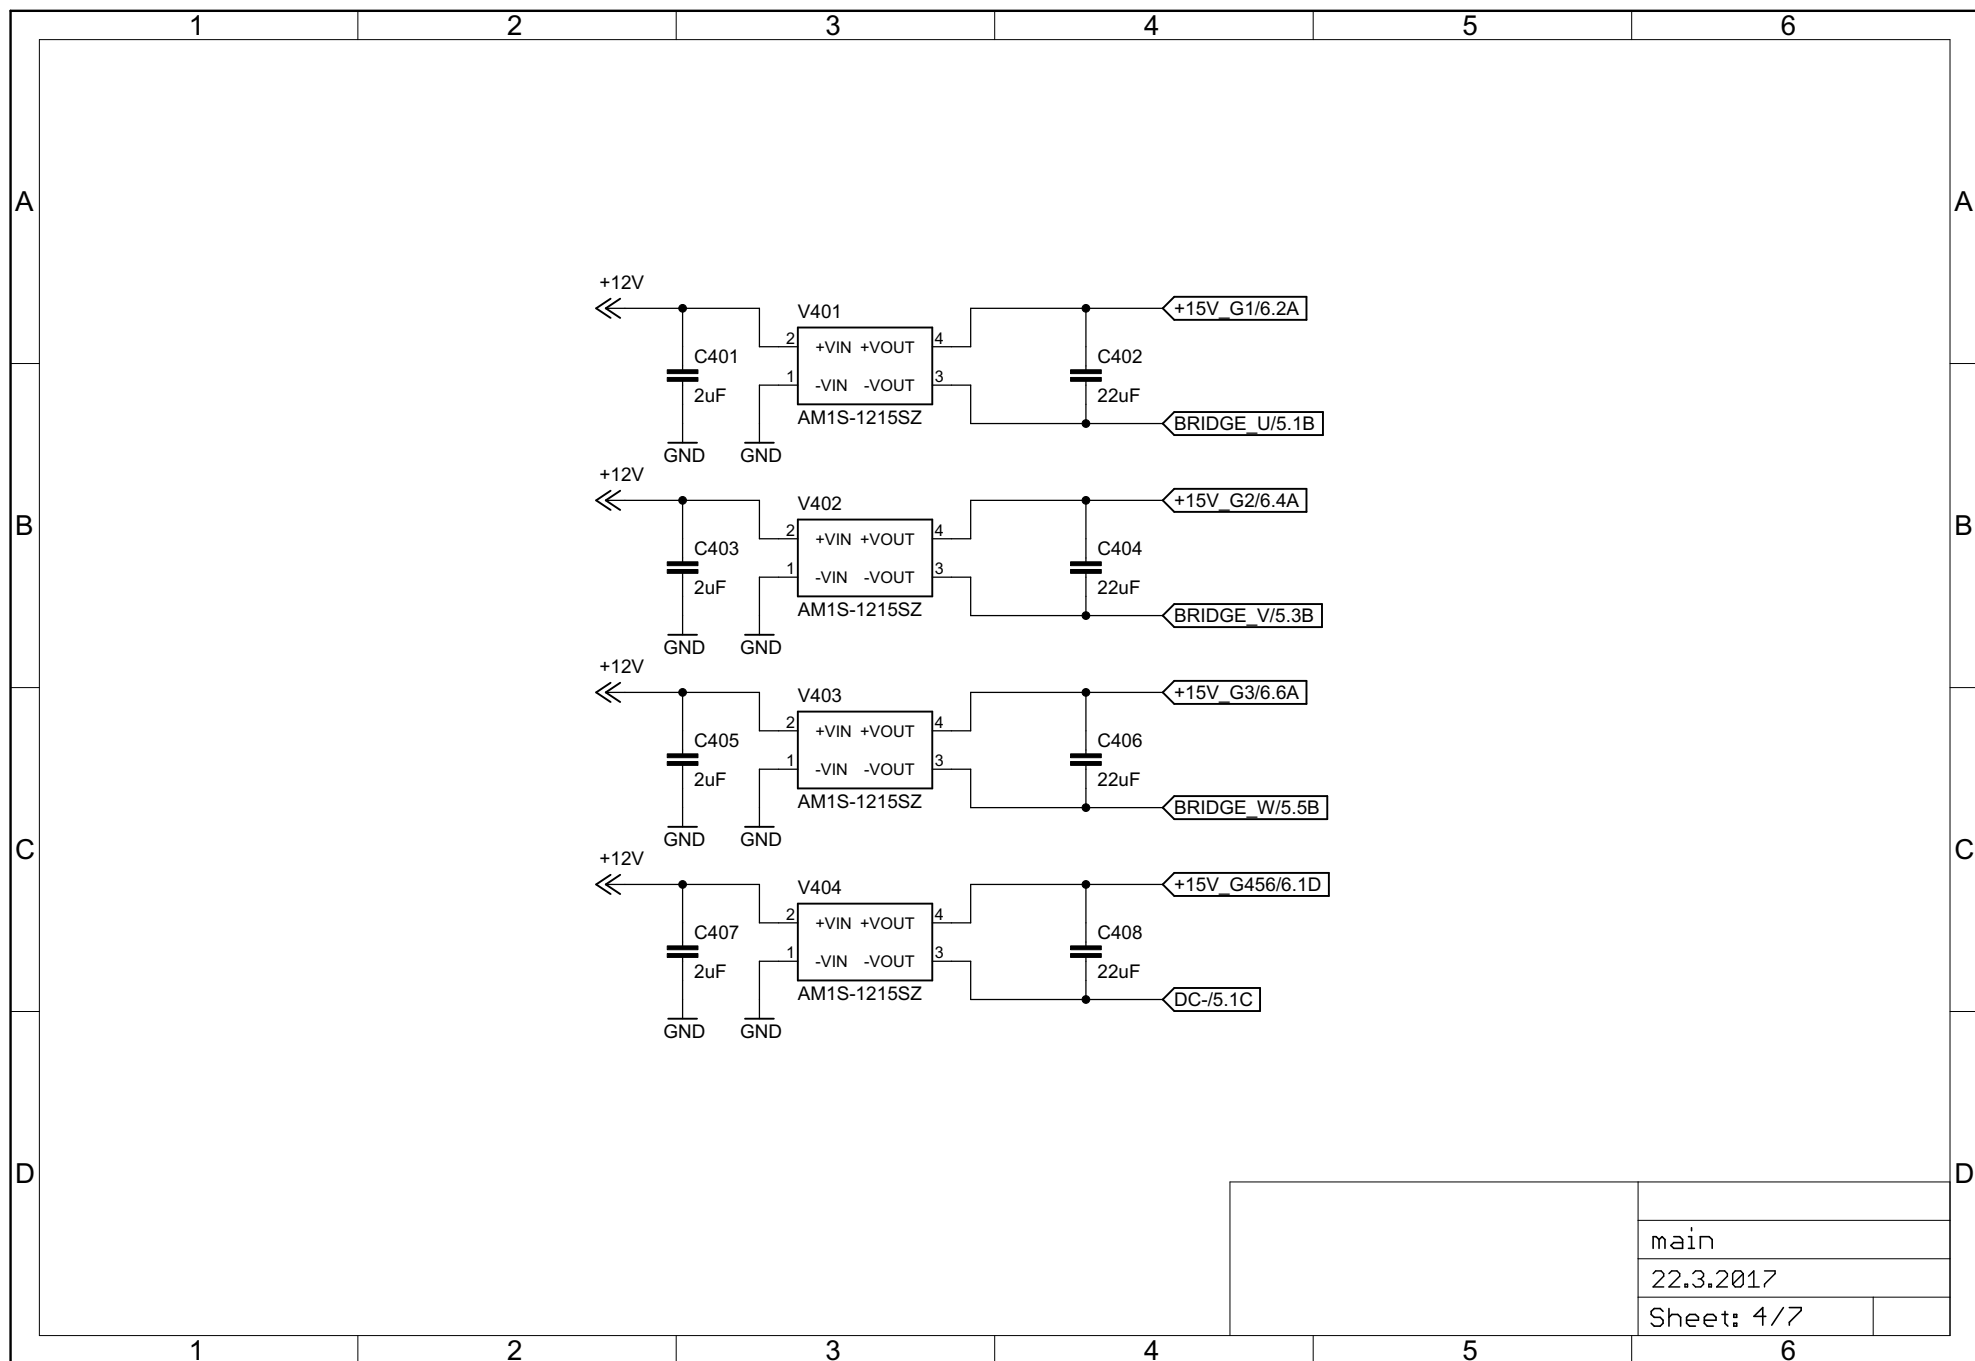 1 2 3 4 5 6
A A
+12V
V401
+15V_G1/6.2A
2 +VIN +VOUT 4
C401 C402
1 -VIN -VOUT 3
2uF 22uF
AM1S-1215SZ
BRIDGE_U/5.1B
GND GND
+12V
V402
+15V_G2/6.4A
B B
2 +VIN +VOUT 4
C403 C404
1 -VIN -VOUT 3
2uF 22uF
AM1S-1215SZ
BRIDGE_V/5.3B
GND GND
+12V
V403
+15V_G3/6.6A
2 +VIN +VOUT 4
C405 C406
1 -VIN -VOUT 3
2uF 22uF
AM1S-1215SZ
BRIDGE_W/5.5B
GND GND
C C
+12V
V404
+15V_G456/6.1D
2 +VIN +VOUT 4
C407 C408
1 -VIN -VOUT 3
2uF 22uF
AM1S-1215SZ
DC-/5.1C
GND GND
D D
main
22.3.2017
Sheet: 4/7
1 2 3 4 5 6